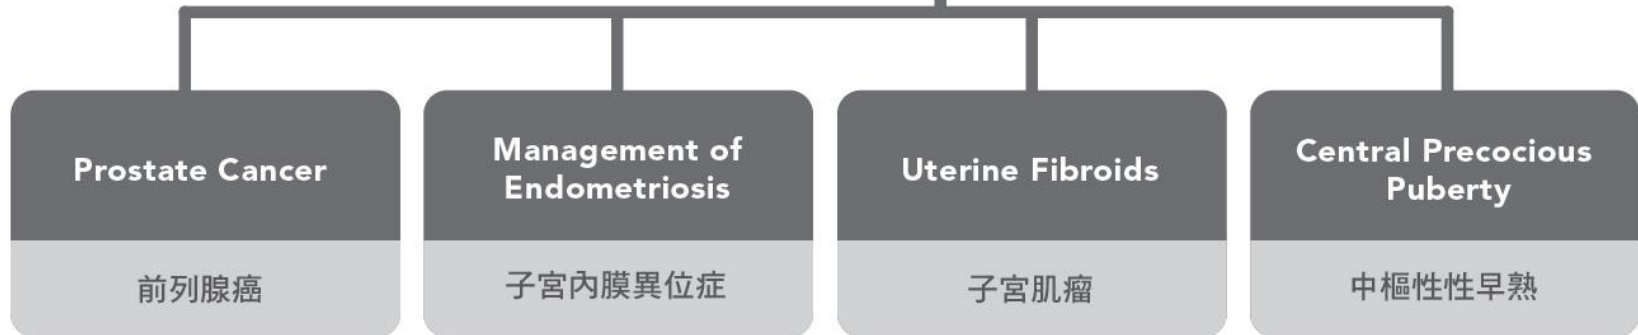 Prostate Cancer
前列腺癌
Management of
Endometriosis
子宮內膜異位症
Uterine Fibroids
子宮肌瘤
Central Precocious
Puberty
中樞性性早熟